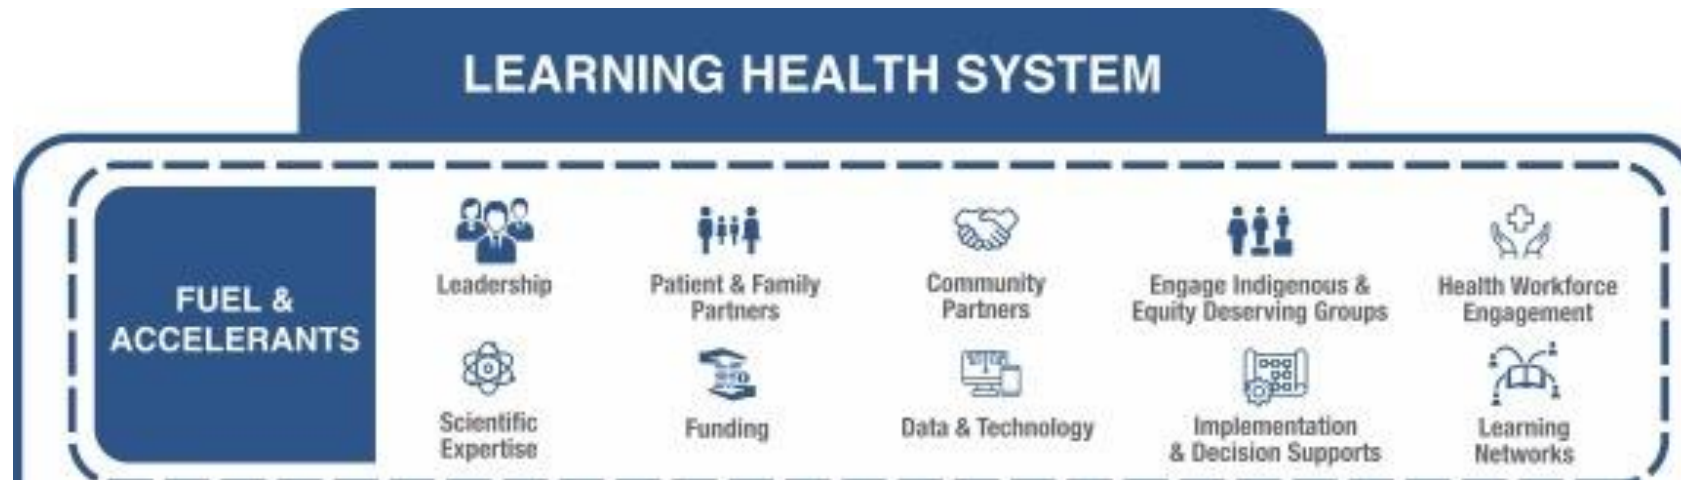 LEARNING HEALTH SYSTEM
FUEL &
ACCELERANTS
Leadership
Patient & Family
Partners
Community
Partners
Engage Indigenous &
Equity Deserving Groups
Health Workforce
Engagement
Scientific
Expertise
Funding
Data & Technology
Implementation
& Decision Supports
Learning
Networks